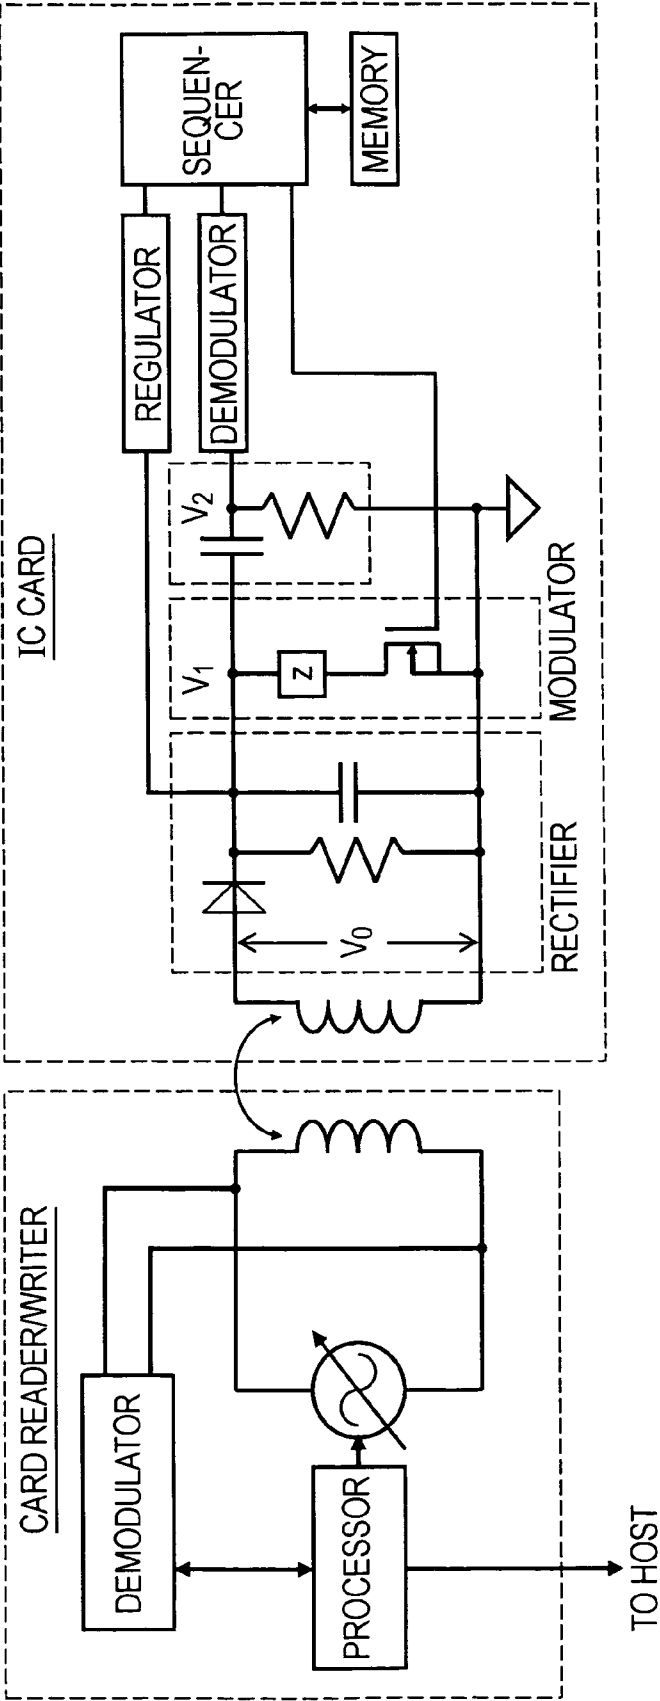 CARD READER/WRITER
DEMODULATOR
PROCESSOR
TO HOST
IC CARD
V0
RECTIFIER
V1
Z
MODULATOR
V2
REGULATOR
DEMODULATOR
SEQUEN-
CER
MEMORY